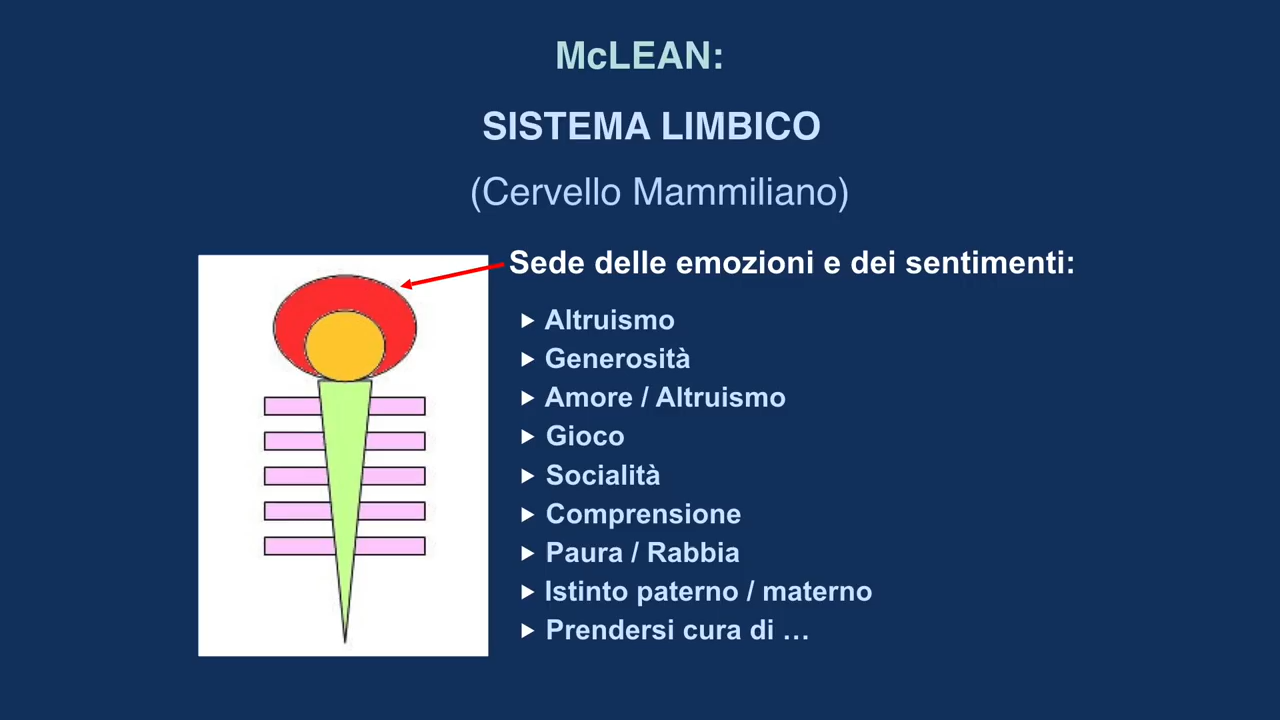 McLEAN:
SISTEMA LIMBICO
(Cervello Mammiliano)
Sede delle emozioni e dei sentimenti:
Altruismo
Generosità
Amore / Altruismo
Gioco
Socialità
Comprensione
Paura / Rabbia
Istinto paterno / materno
Prendersi cura di …